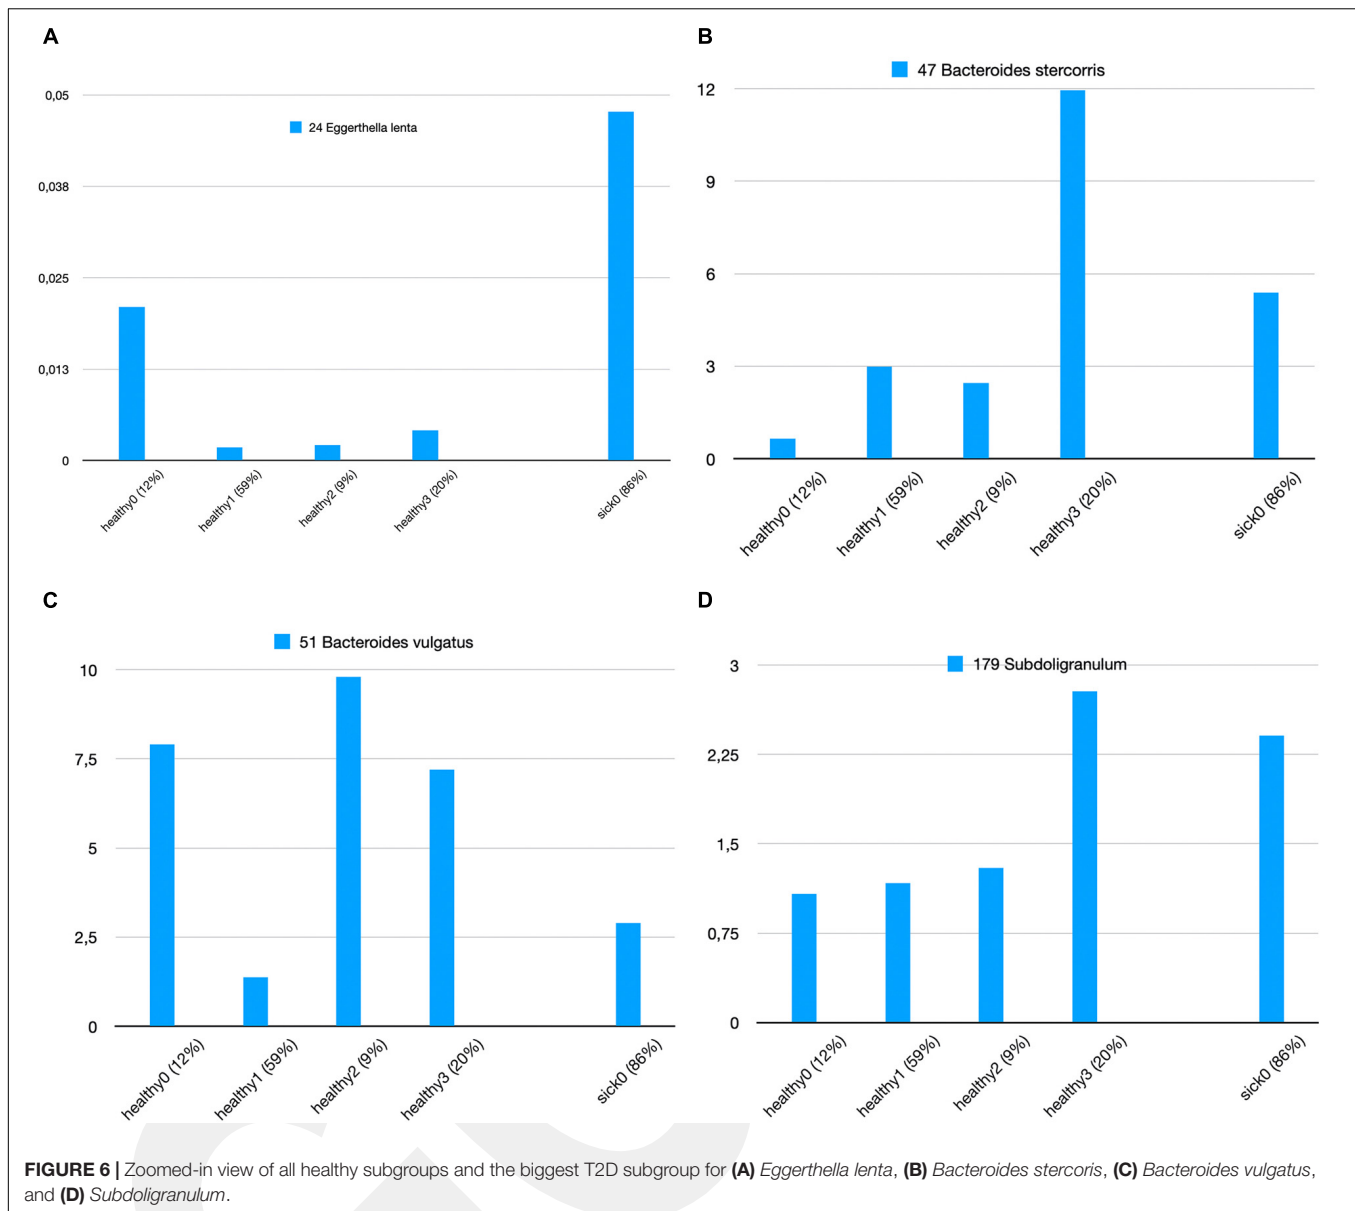 A
24 Eggerthella lenta
0,05
0,038
0,025
0,013
0
healthy0 (12%)
healthy1 (59%)
healthy2 (9%)
healthy3 (20%)
sick0 (86%)
B
47 Bacteroides stercorris
12
9
6
3
0
healthy0 (12%)
healthy1 (59%)
healthy2 (9%)
healthy3 (20%)
sick0 (86%)
C
51 Bacteroides vulgatus
10
7,5
5
2,5
0
healthy0 (12%)
healthy1 (59%)
healthy2 (9%)
healthy3 (20%)
sick0 (86%)
D
179 Subdoligranulum
3
2,25
1,5
0,75
0
healthy0 (12%)
healthy1 (59%)
healthy2 (9%)
healthy3 (20%)
sick0 (86%)
FIGURE 6 | Zoomed-in view of all healthy subgroups and the biggest T2D subgroup for (A) Eggerthella lenta, (B) Bacteroides stercoris, (C) Bacteroides vulgatus,
and (D) Subdoligranulum.